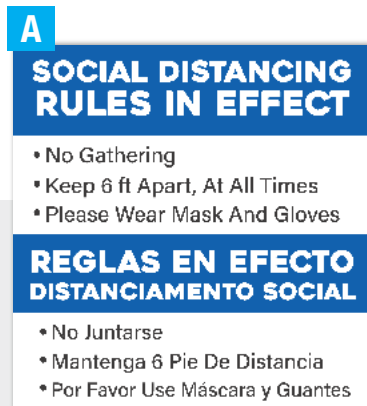 A
SOCIAL DISTANCING
RULES IN EFFECT
• No Gathering
• Keep 6 ft Apart, At All Times
• Please Wear Mask And Gloves
REGLAS EN EFECTO
DISTANCIAMENTO SOCIAL
• No Juntarse
• Mantenga 6 Pie De Distancia
• Por Favor Use Máscara y Guantes